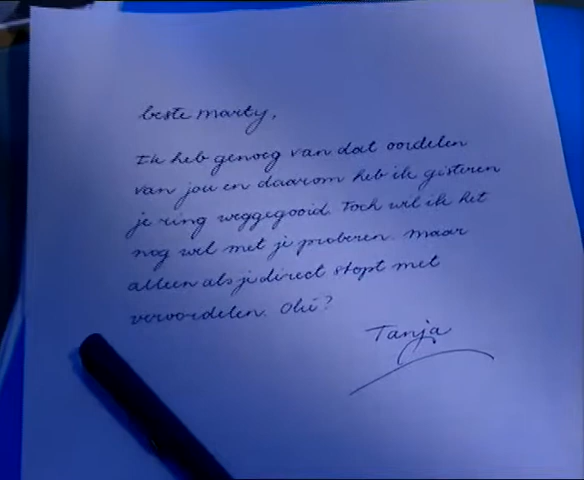 beste marty,
Ik heb genoeg van dat oordelen
van jou en daarom heb ik gisteren
je ring weggegooid. Toch wil ik het
nog wel met je proberen. Maar
alleen als je direct stopt met
veroordelen. Oké?
Tanja